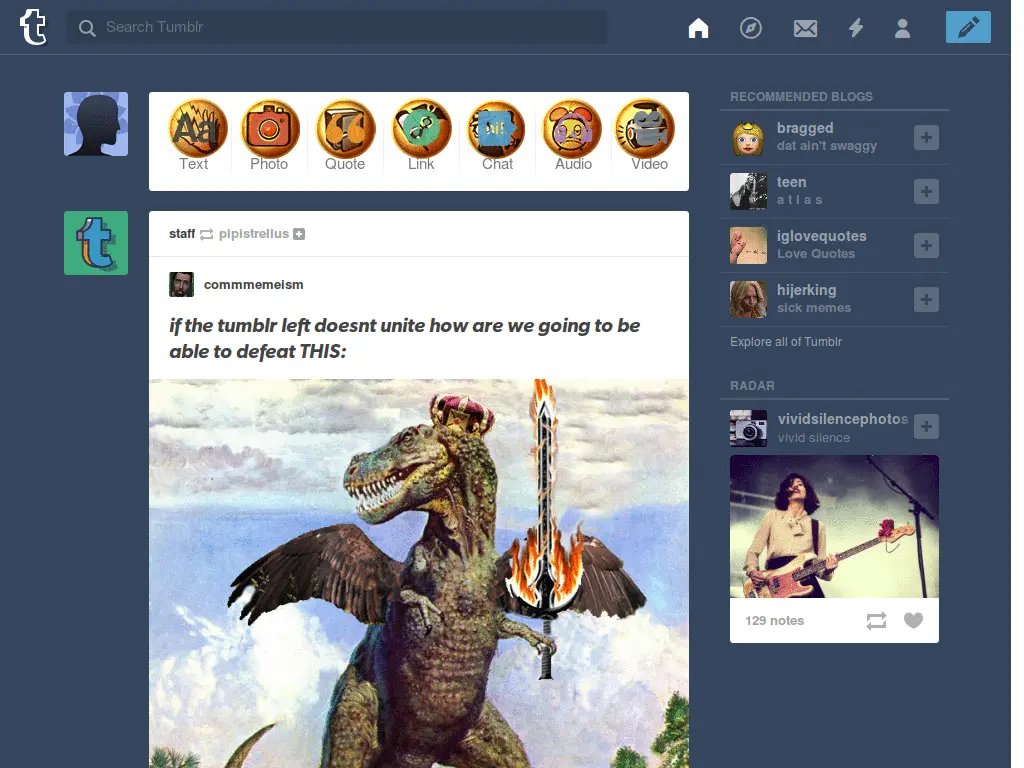 Search Tumblr
Text Photo Quote Link Chat Audio Video
staff pipistrellus
commmemeism
if the tumblr left doesnt unite how are we going to be
able to defeat THIS:
RECOMMENDED BLOGS
bragged
dat ain't swaggy
teen
a t l a s
iglovequotes
Love Quotes
hijerking
sick memes
Explore all of Tumblr
RADAR
vividsilencephotos
vivid silence
129 notes